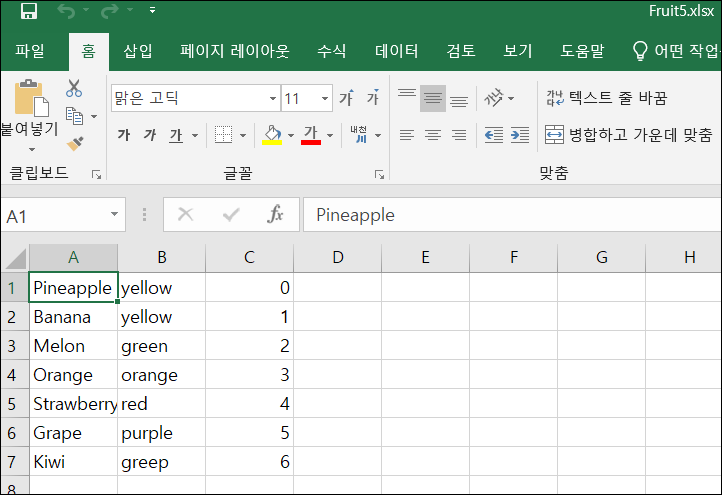 Fruit5.xlsx
파일 홈 삽입 페이지 레이아웃 수식 데이터 검토 보기 도움말 어떤 작업
붙여넣기 맑은 고딕 11 가 가 텍스트 줄 바꿈
가 가 가 가 내천 병합하고 가운데 맞춤
클립보드 글꼴 맞춤
A1 fx Pineapple
A B C D E F G H
1 Pineapple yellow 0
2 Banana yellow 1
3 Melon green 2
4 Orange orange 3
5 Strawberry red 4
6 Grape purple 5
7 Kiwi greep 6
8